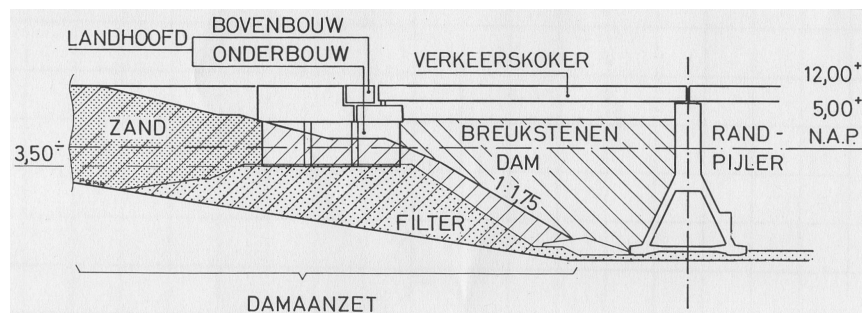 BOVENBOUW
LANDHOOFD
ONDERBOUW
VERKEERSKOKER
12,00+
5,00+
ZAND
BREUKSTENEN
DAM
RAND-
PIJLER
N.A.P.
3,50÷
1:1,75
FILTER
DAMAANZET